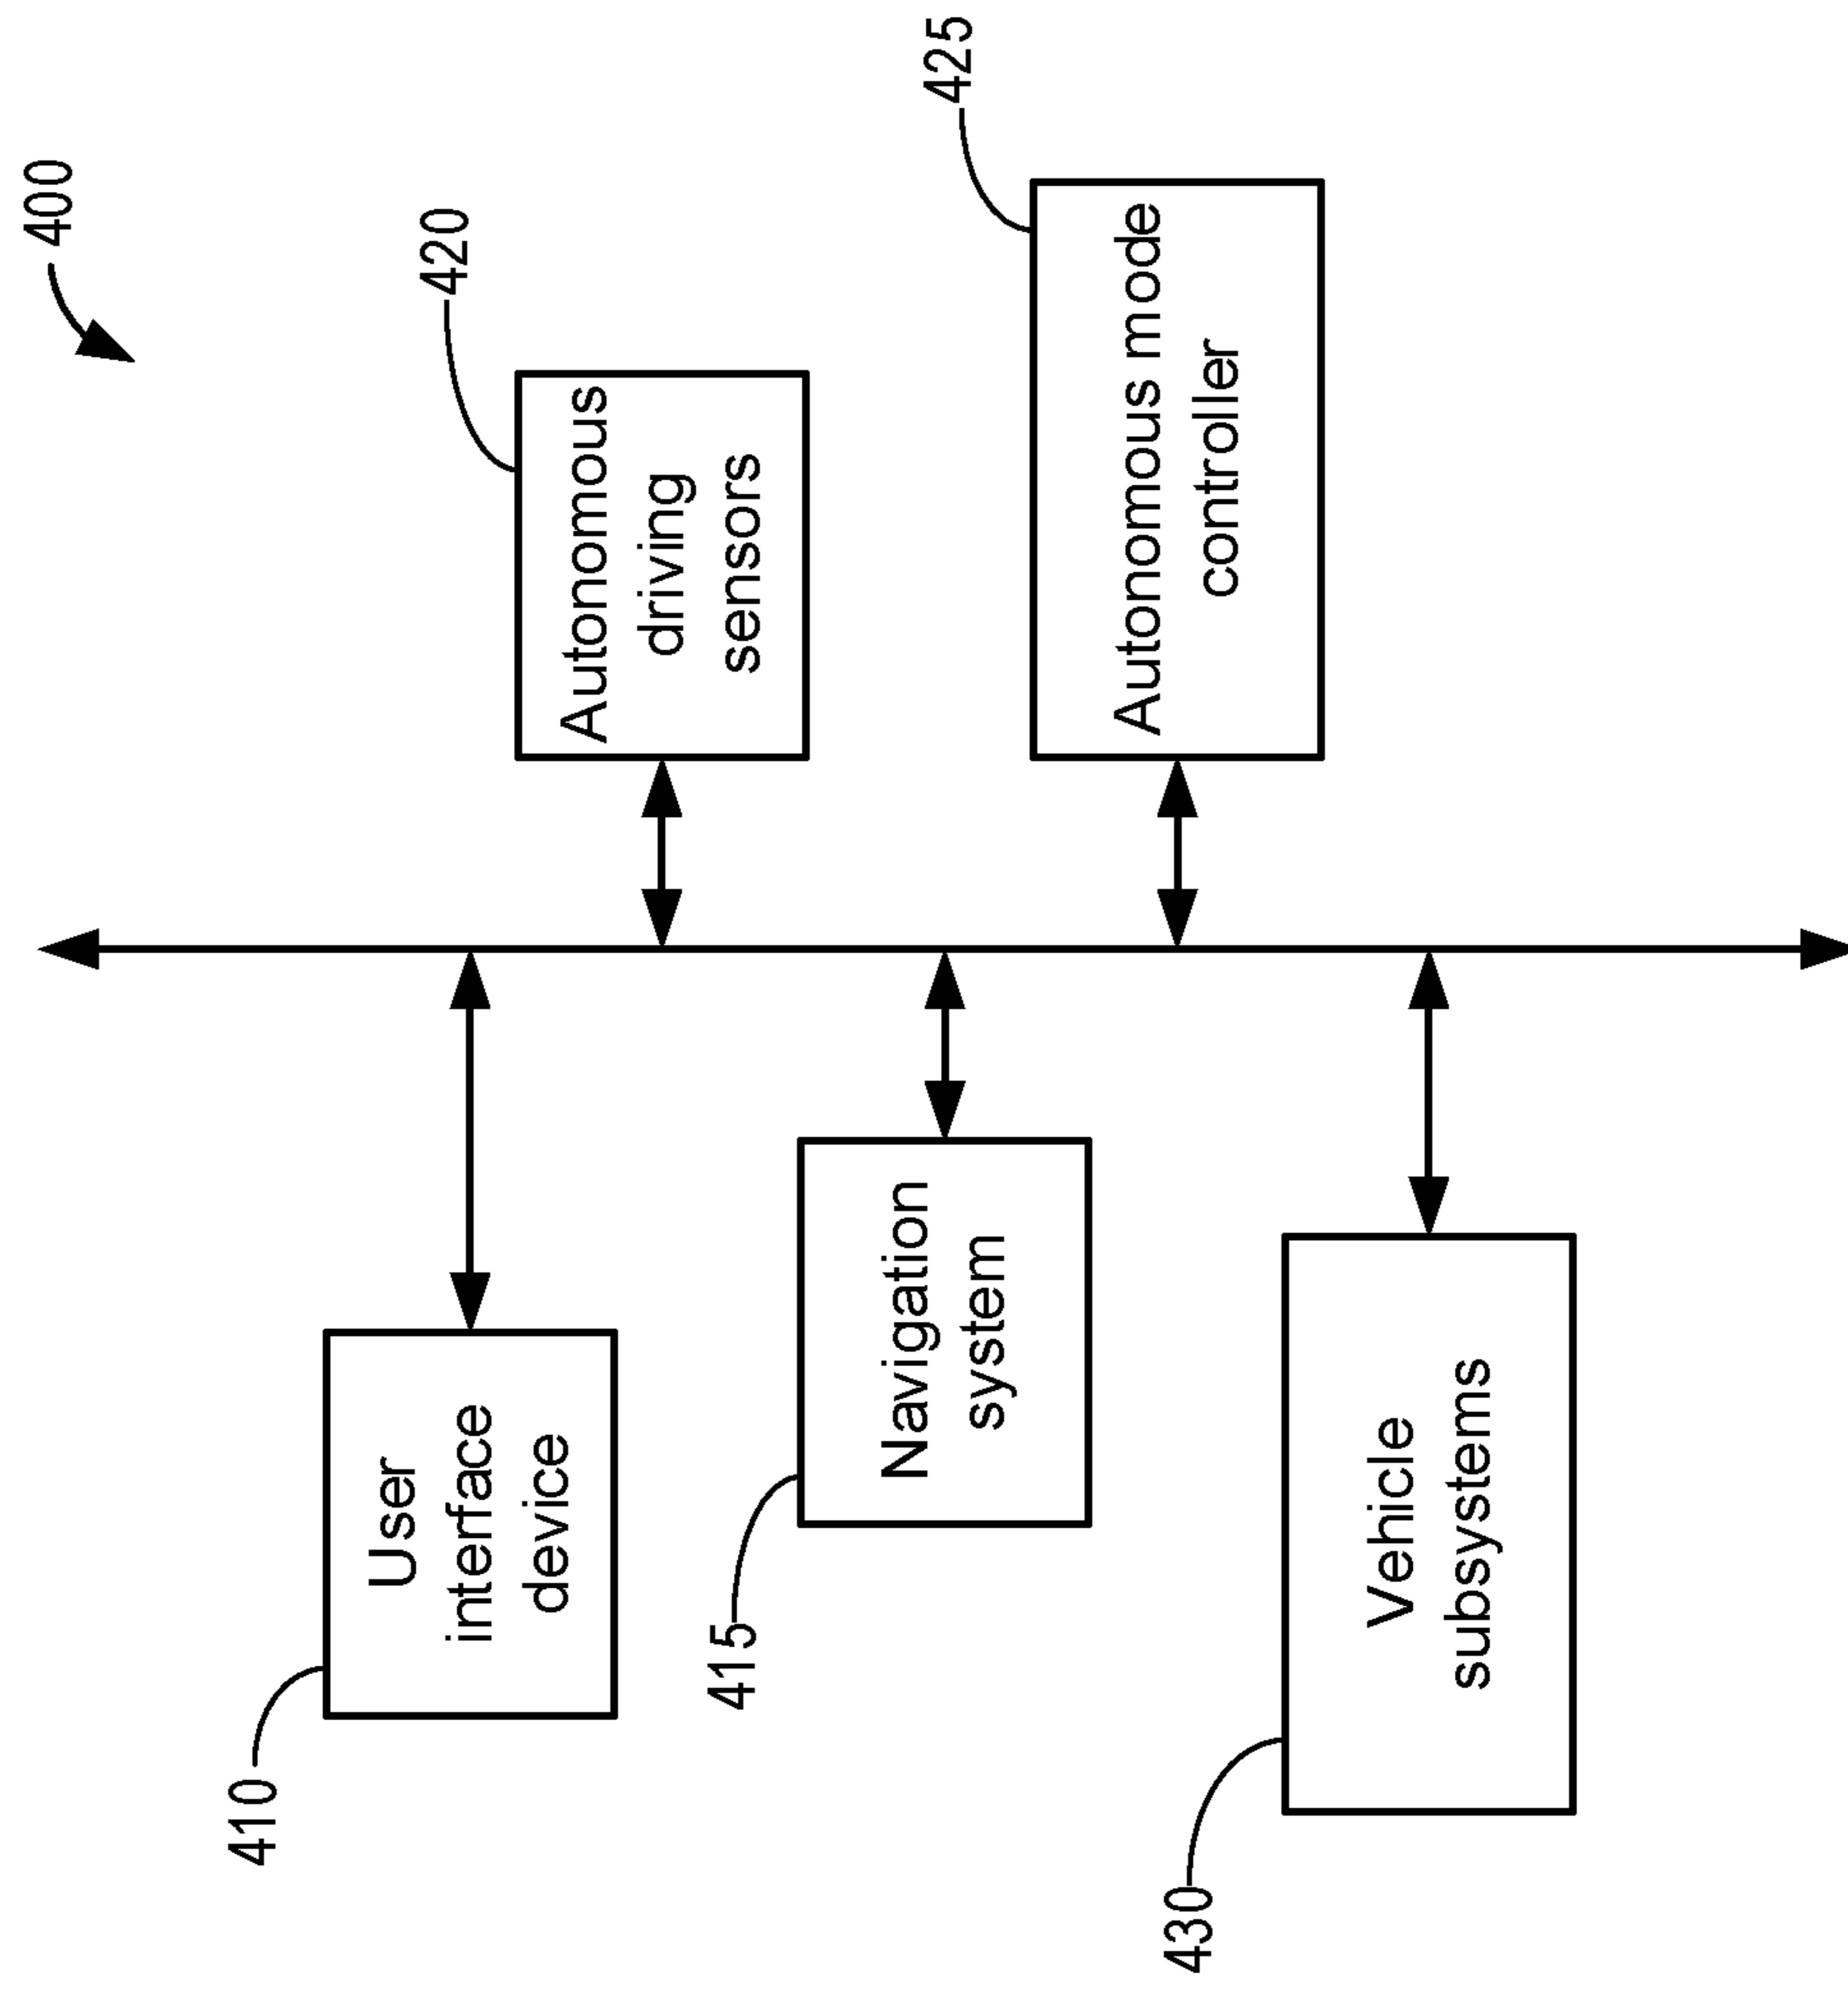 400
420
Autonomous
driving
sensors
425
Autonomous mode
controller
410
User
interface
device
415
Navigation
system
430
Vehicle
subsystems